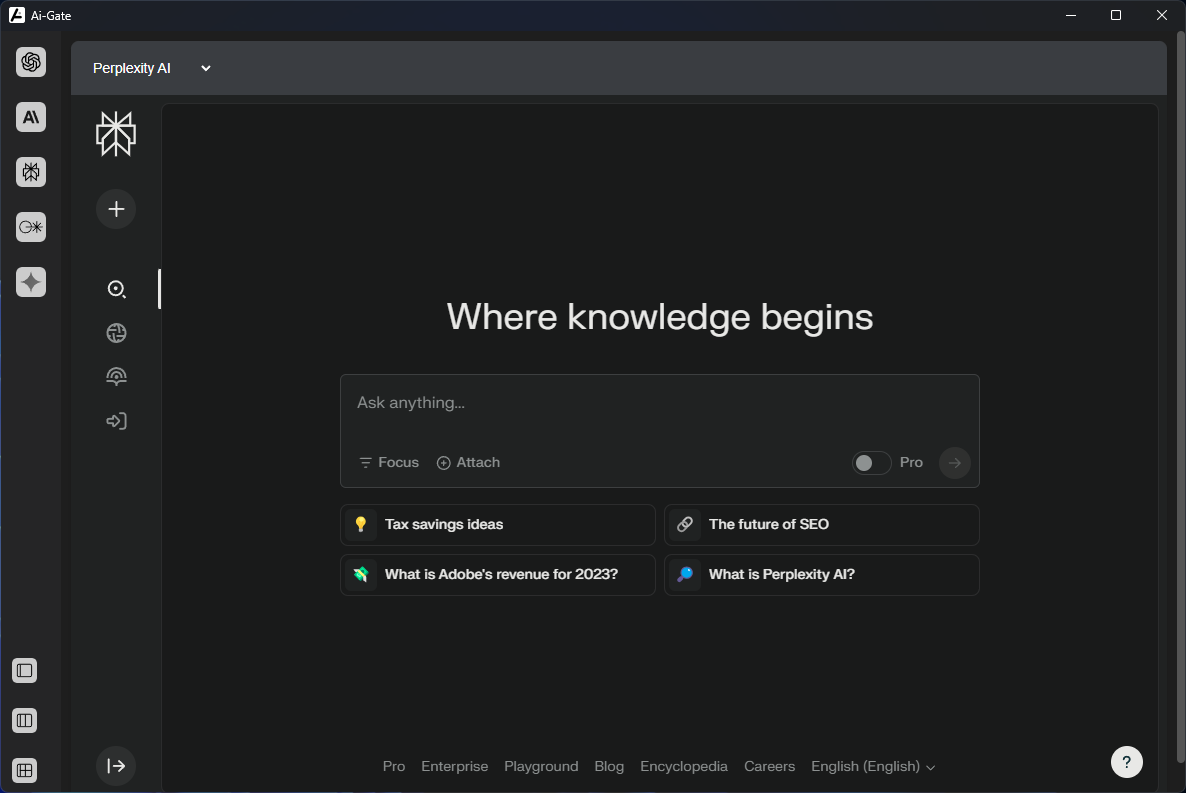 Ai-Gate
Perplexity AI
Where knowledge begins
Ask anything...
Focus Attach Pro
Tax savings ideas
The future of SEO
What is Adobe's revenue for 2023?
What is Perplexity AI?
Pro Enterprise Playground Blog Encyclopedia Careers English (English)
?